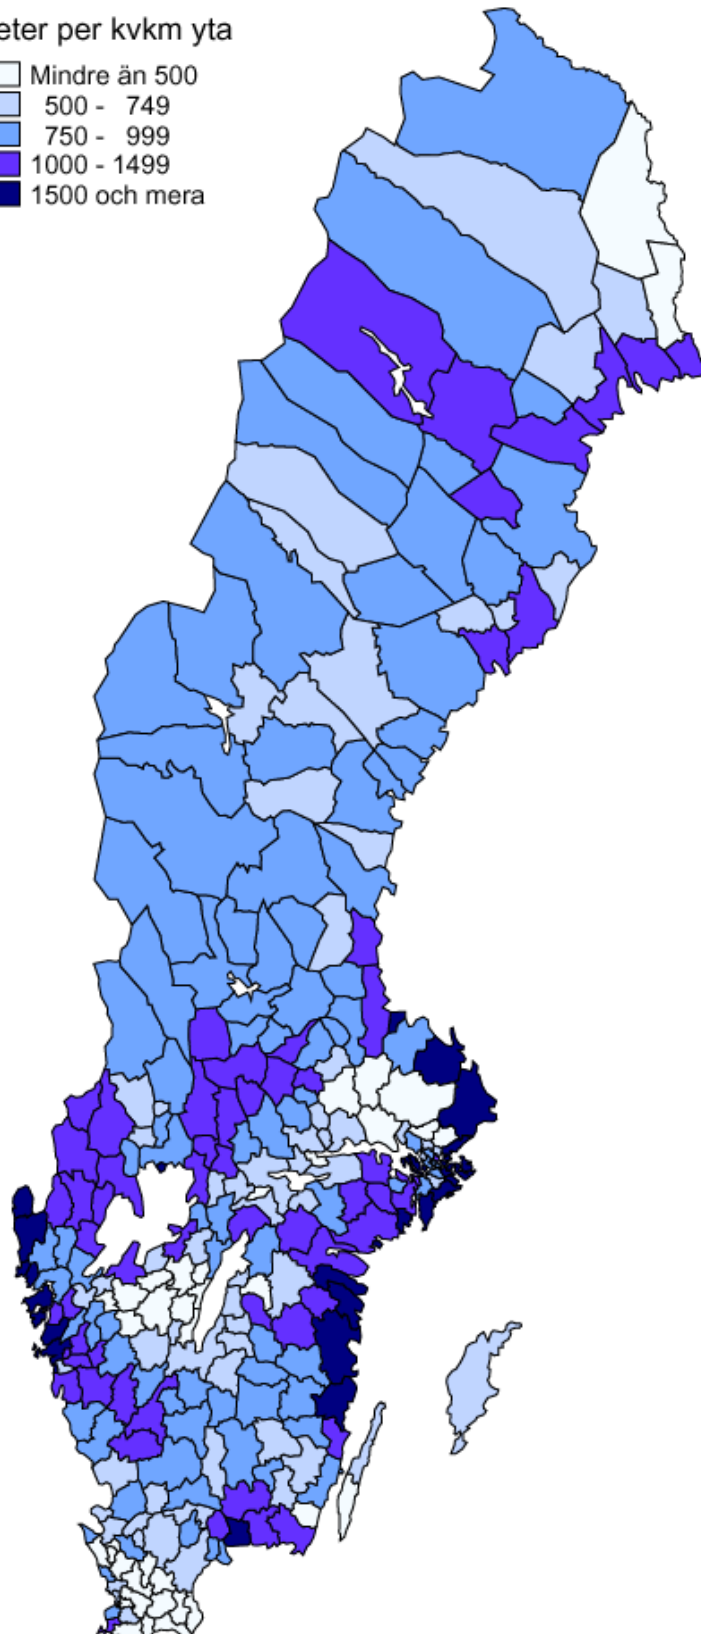 eter per kvkm yta
Mindre än 500
500 - 749
750 - 999
1000 - 1499
1500 och mera